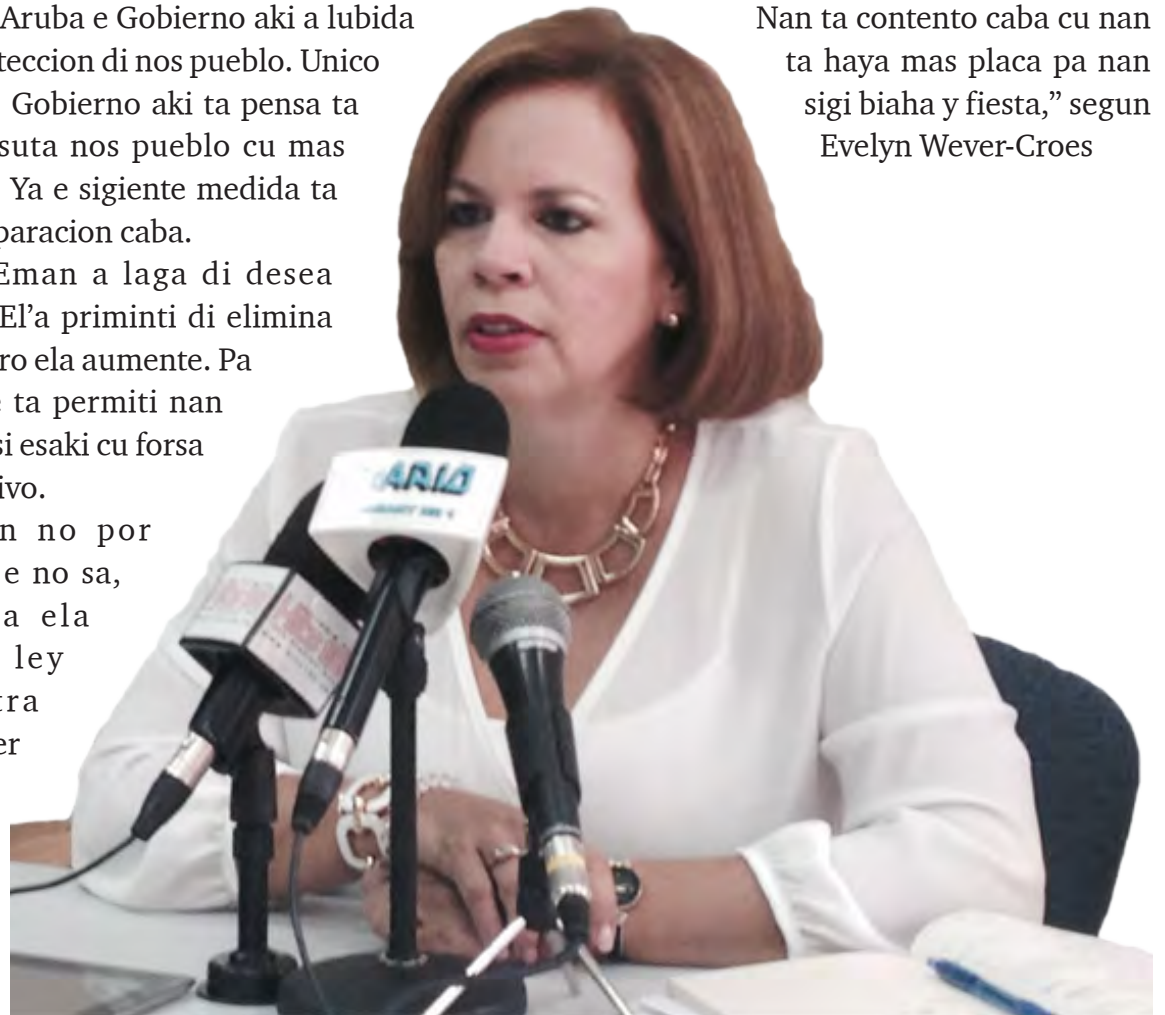 Aruba e Gobierno aki a lubida
teccion di nos pueblo. Unico
Gobierno aki ta pensa ta
suta nos pueblo cu mas
Ya e sigiente medida ta
paracion caba.
Eman a laga di desea
El’a priminti di elimina
ro ela aumente. Pa
ta permiti nan
si esaki cu forsa
ivo.
n no por
e no sa,
a ela
ley
tra
er
Nan ta contento caba cu nan
ta haya mas placa pa nan
sigi biaha y fiesta,” segun
Evelyn Wever-Croes